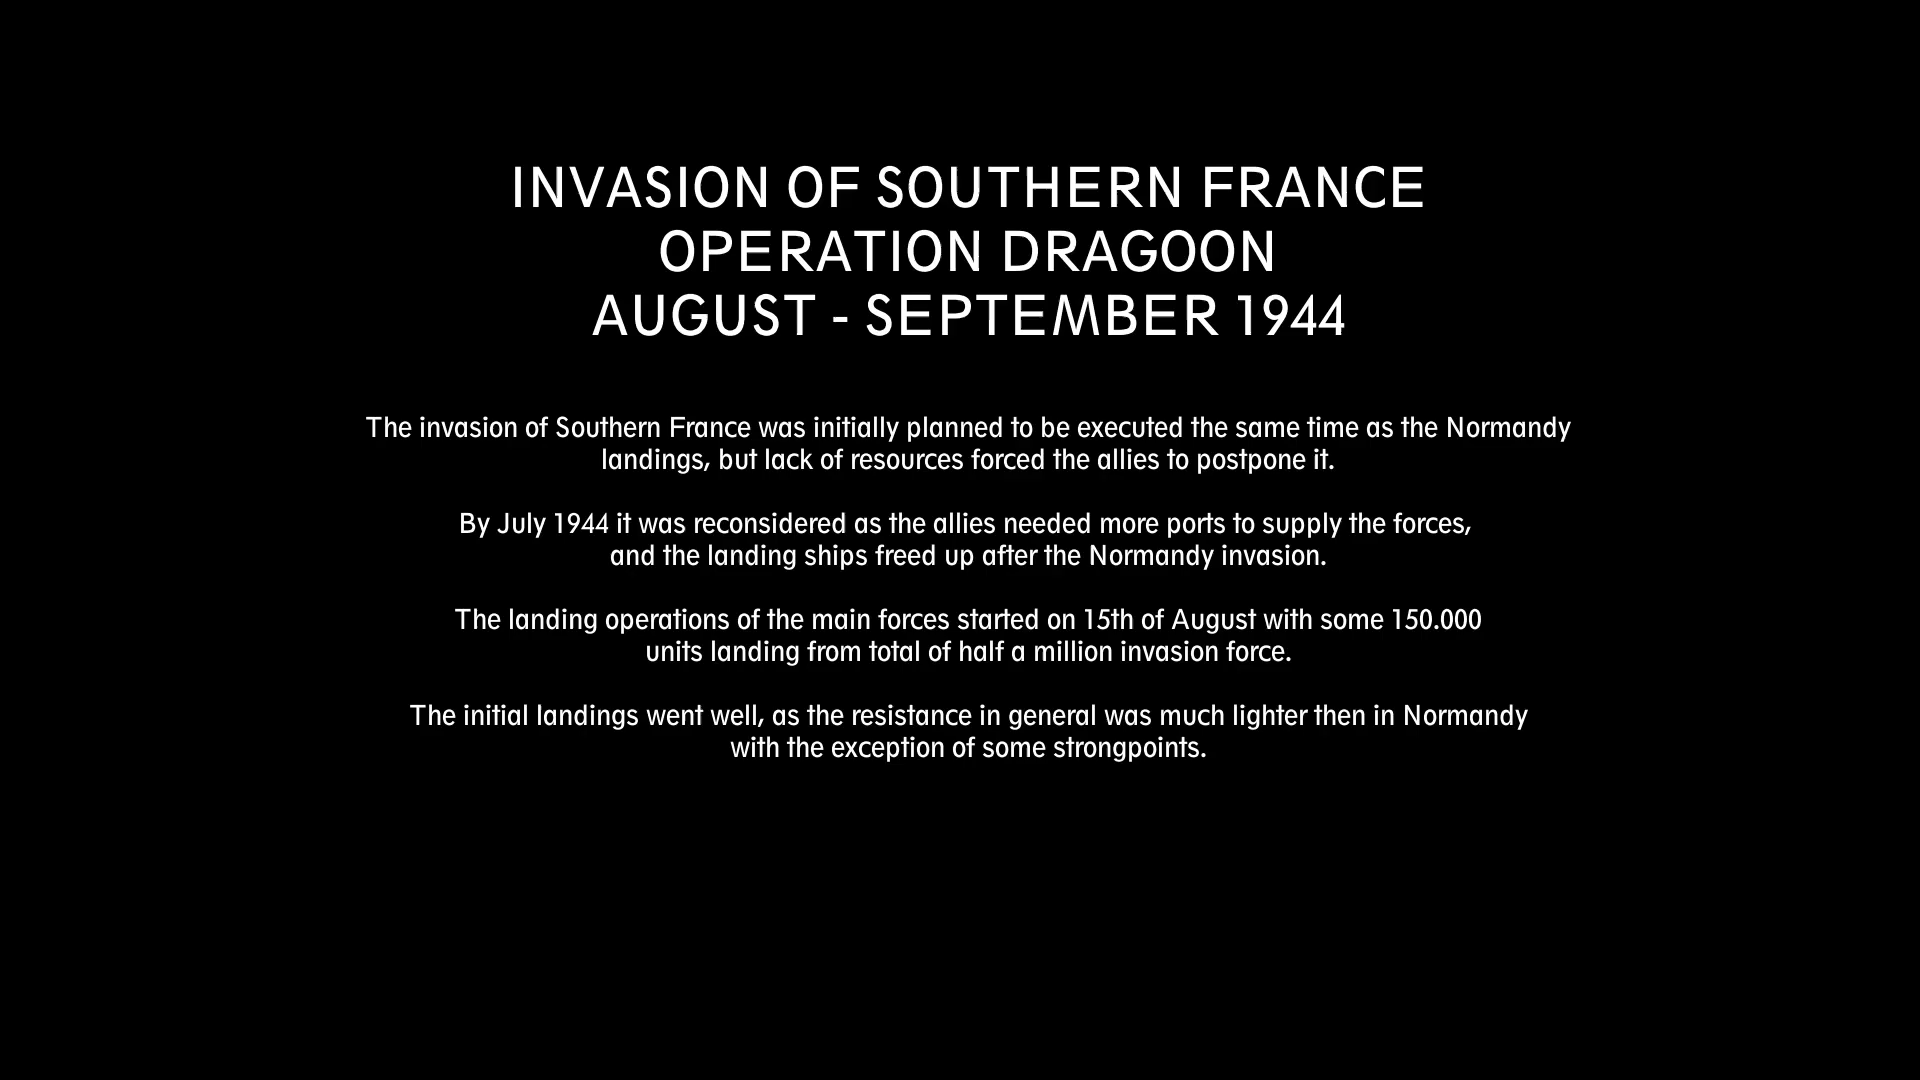 INVASION OF SOUTHERN FRANCE
OPERATION DRAGOON
AUGUST - SEPTEMBER 1944
The invasion of Southern France was initially planned to be executed the same time as the Normandy
landings, but lack of resources forced the allies to postpone it.
By July 1944 it was reconsidered as the allies needed more ports to supply the forces,
and the landing ships freed up after the Normandy invasion.
The landing operations of the main forces started on 15th of August with some 150.000
units landing from total of half a million invasion force.
The initial landings went well, as the resistance in general was much lighter then in Normandy
with the exception of some strongpoints.